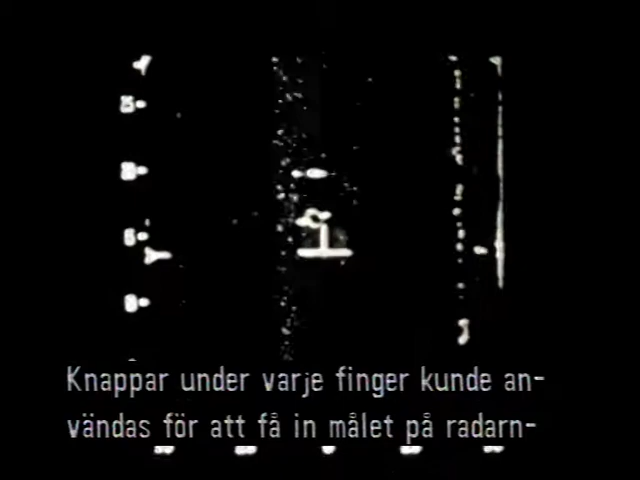 Knappar under varje finger kunde an-
vändas för att få in målet på radarn-